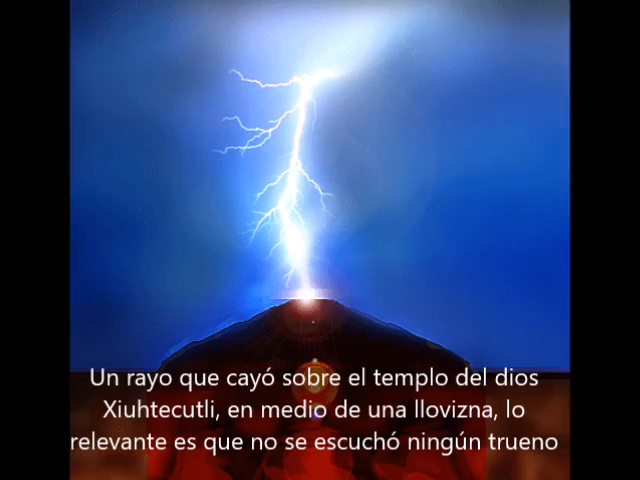 Un rayo que cayó sobre el templo del dios
Xiuhtecutli, en medio de una llovizna, lo
relevante es que no se escuchó ningún trueno